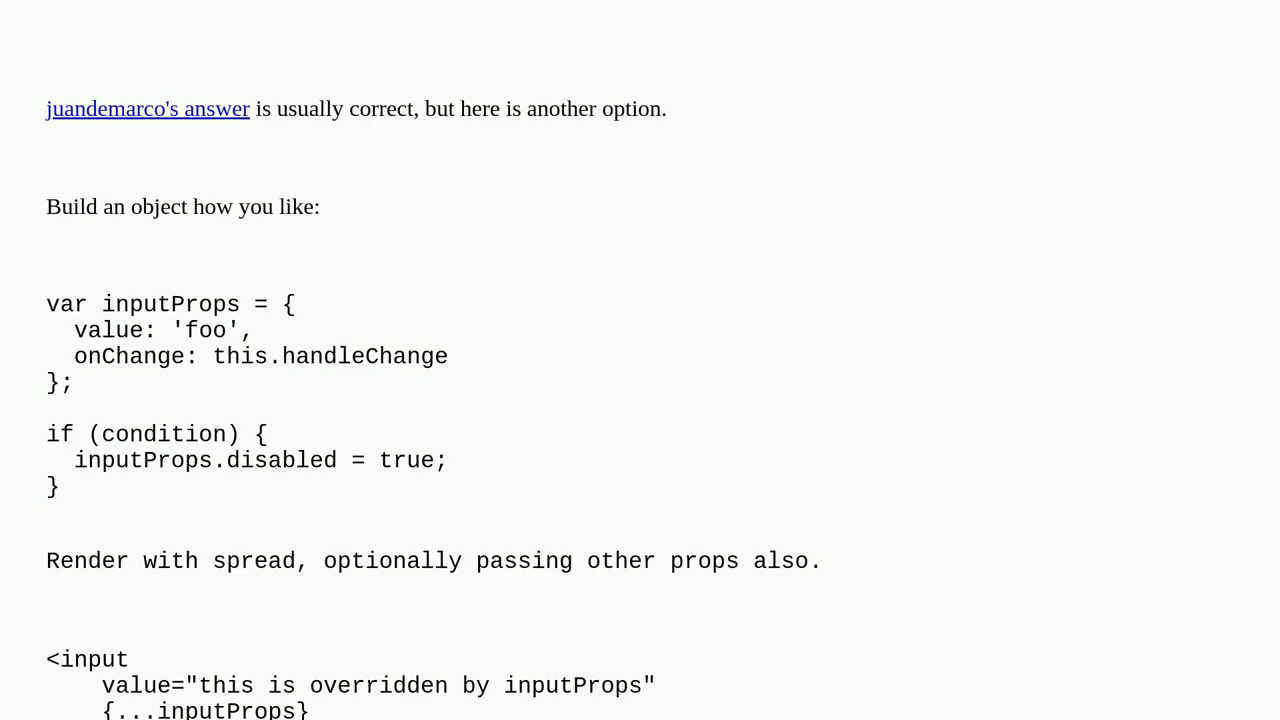 juandemarco's answer is usually correct, but here is another option.
Build an object how you like:
var inputProps = {
  value: 'foo',
  onChange: this.handleChange
};
if (condition) {
  inputProps.disabled = true;
}
Render with spread, optionally passing other props also.
<input
    value="this is overridden by inputProps"
    {...inputProps}